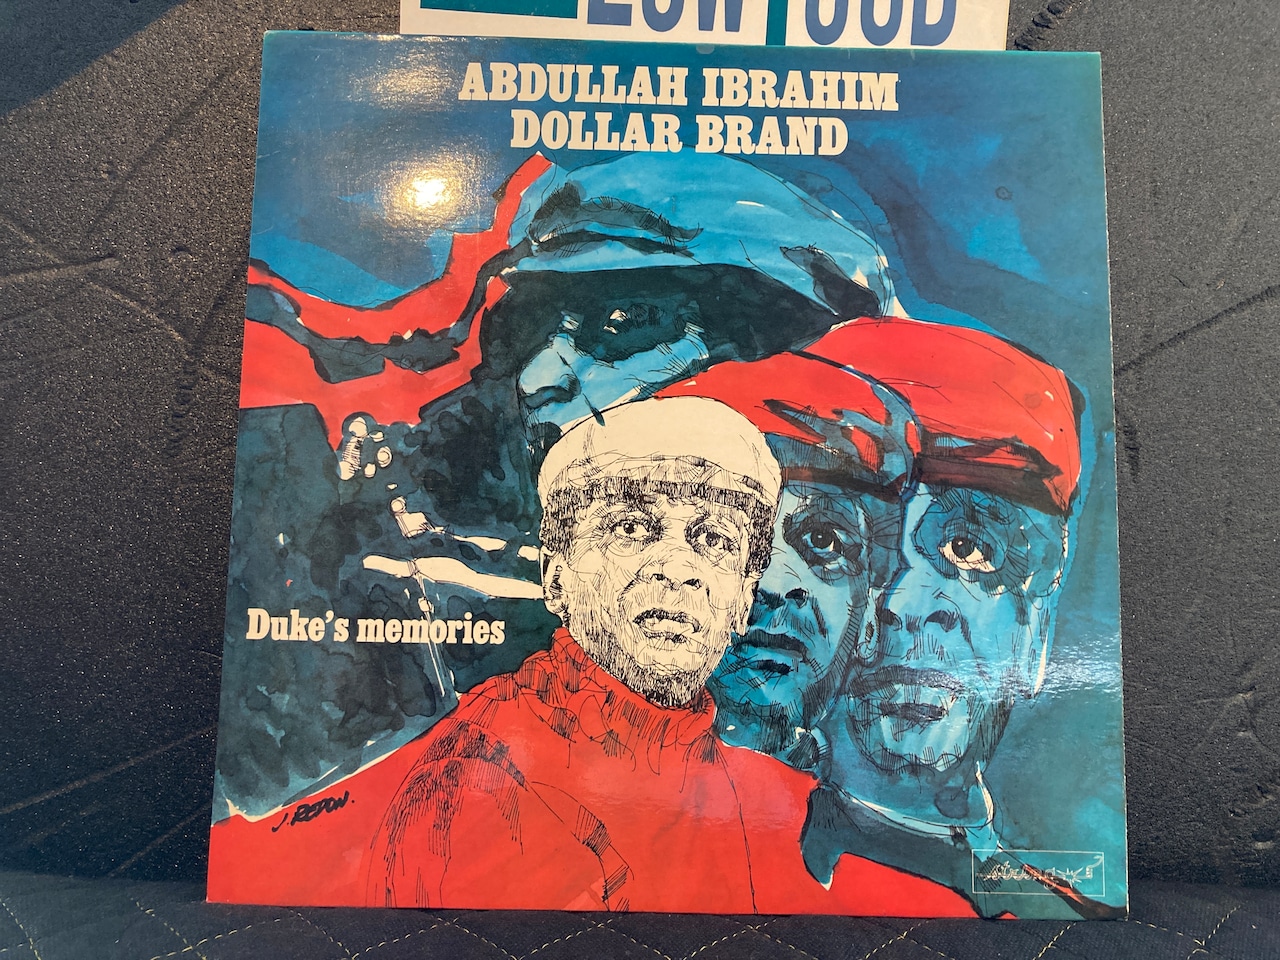 ABDULLAH IBRAHIM
DOLLAR BRAND
Duke's memories
J. REDON.